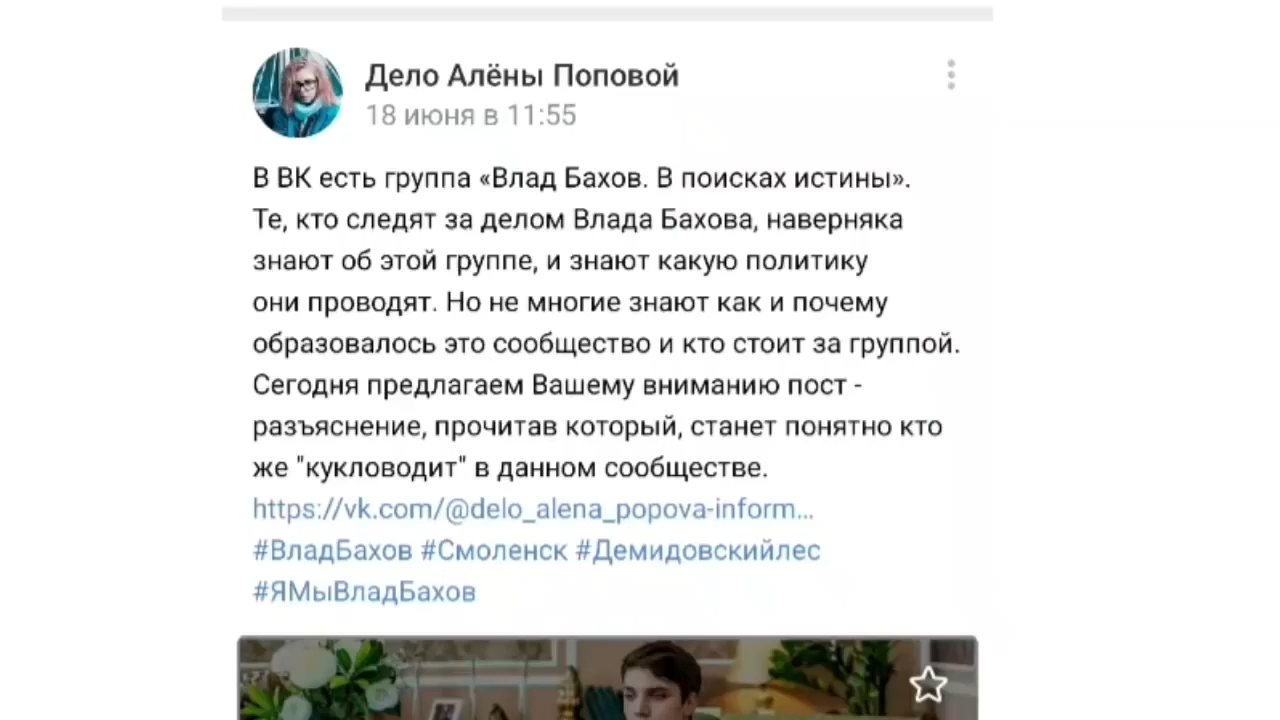 Дело Алёны Поповой
18 июня в 11:55
В ВК есть группа «Влад Бахов. В поисках истины».
Те, кто следят за делом Влада Бахова, наверняка
знают об этой группе, и знают какую политику
они проводят. Но не многие знают как и почему
образовалось это сообщество и кто стоит за группой.
Сегодня предлагаем Вашему вниманию пост -
разъяснение, прочитав который, станет понятно кто
же "кукловодит" в данном сообществе.
https://vk.com/@delo_alena_popova-inform...
#ВладБахов #Смоленск #Демидовскийлес
#ЯМыВладБахов